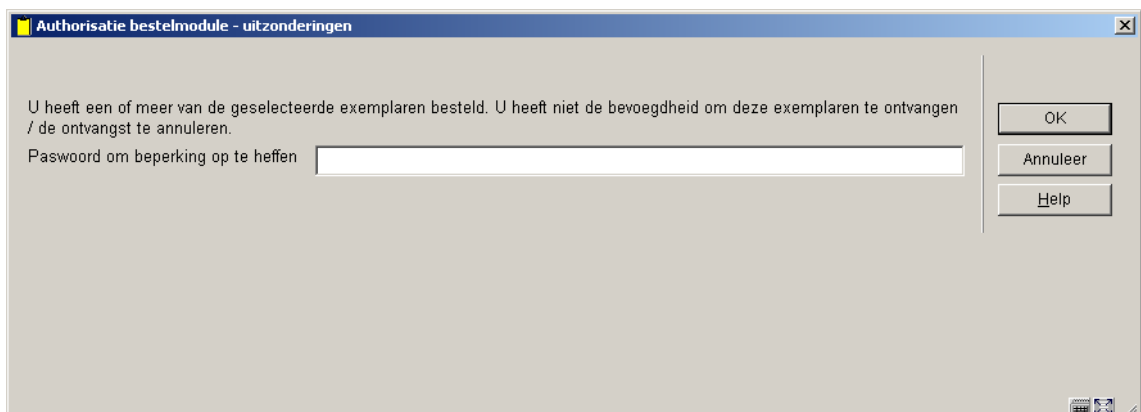 Authorisatie bestelmodule - uitzonderingen
U heeft een of meer van de geselecteerde exemplaren besteld. U heeft niet de bevoegdheid om deze exemplaren te ontvangen
/ de ontvangst te annuleren.
Paswoord om beperking op te heffen
OK
Annuleer
Help